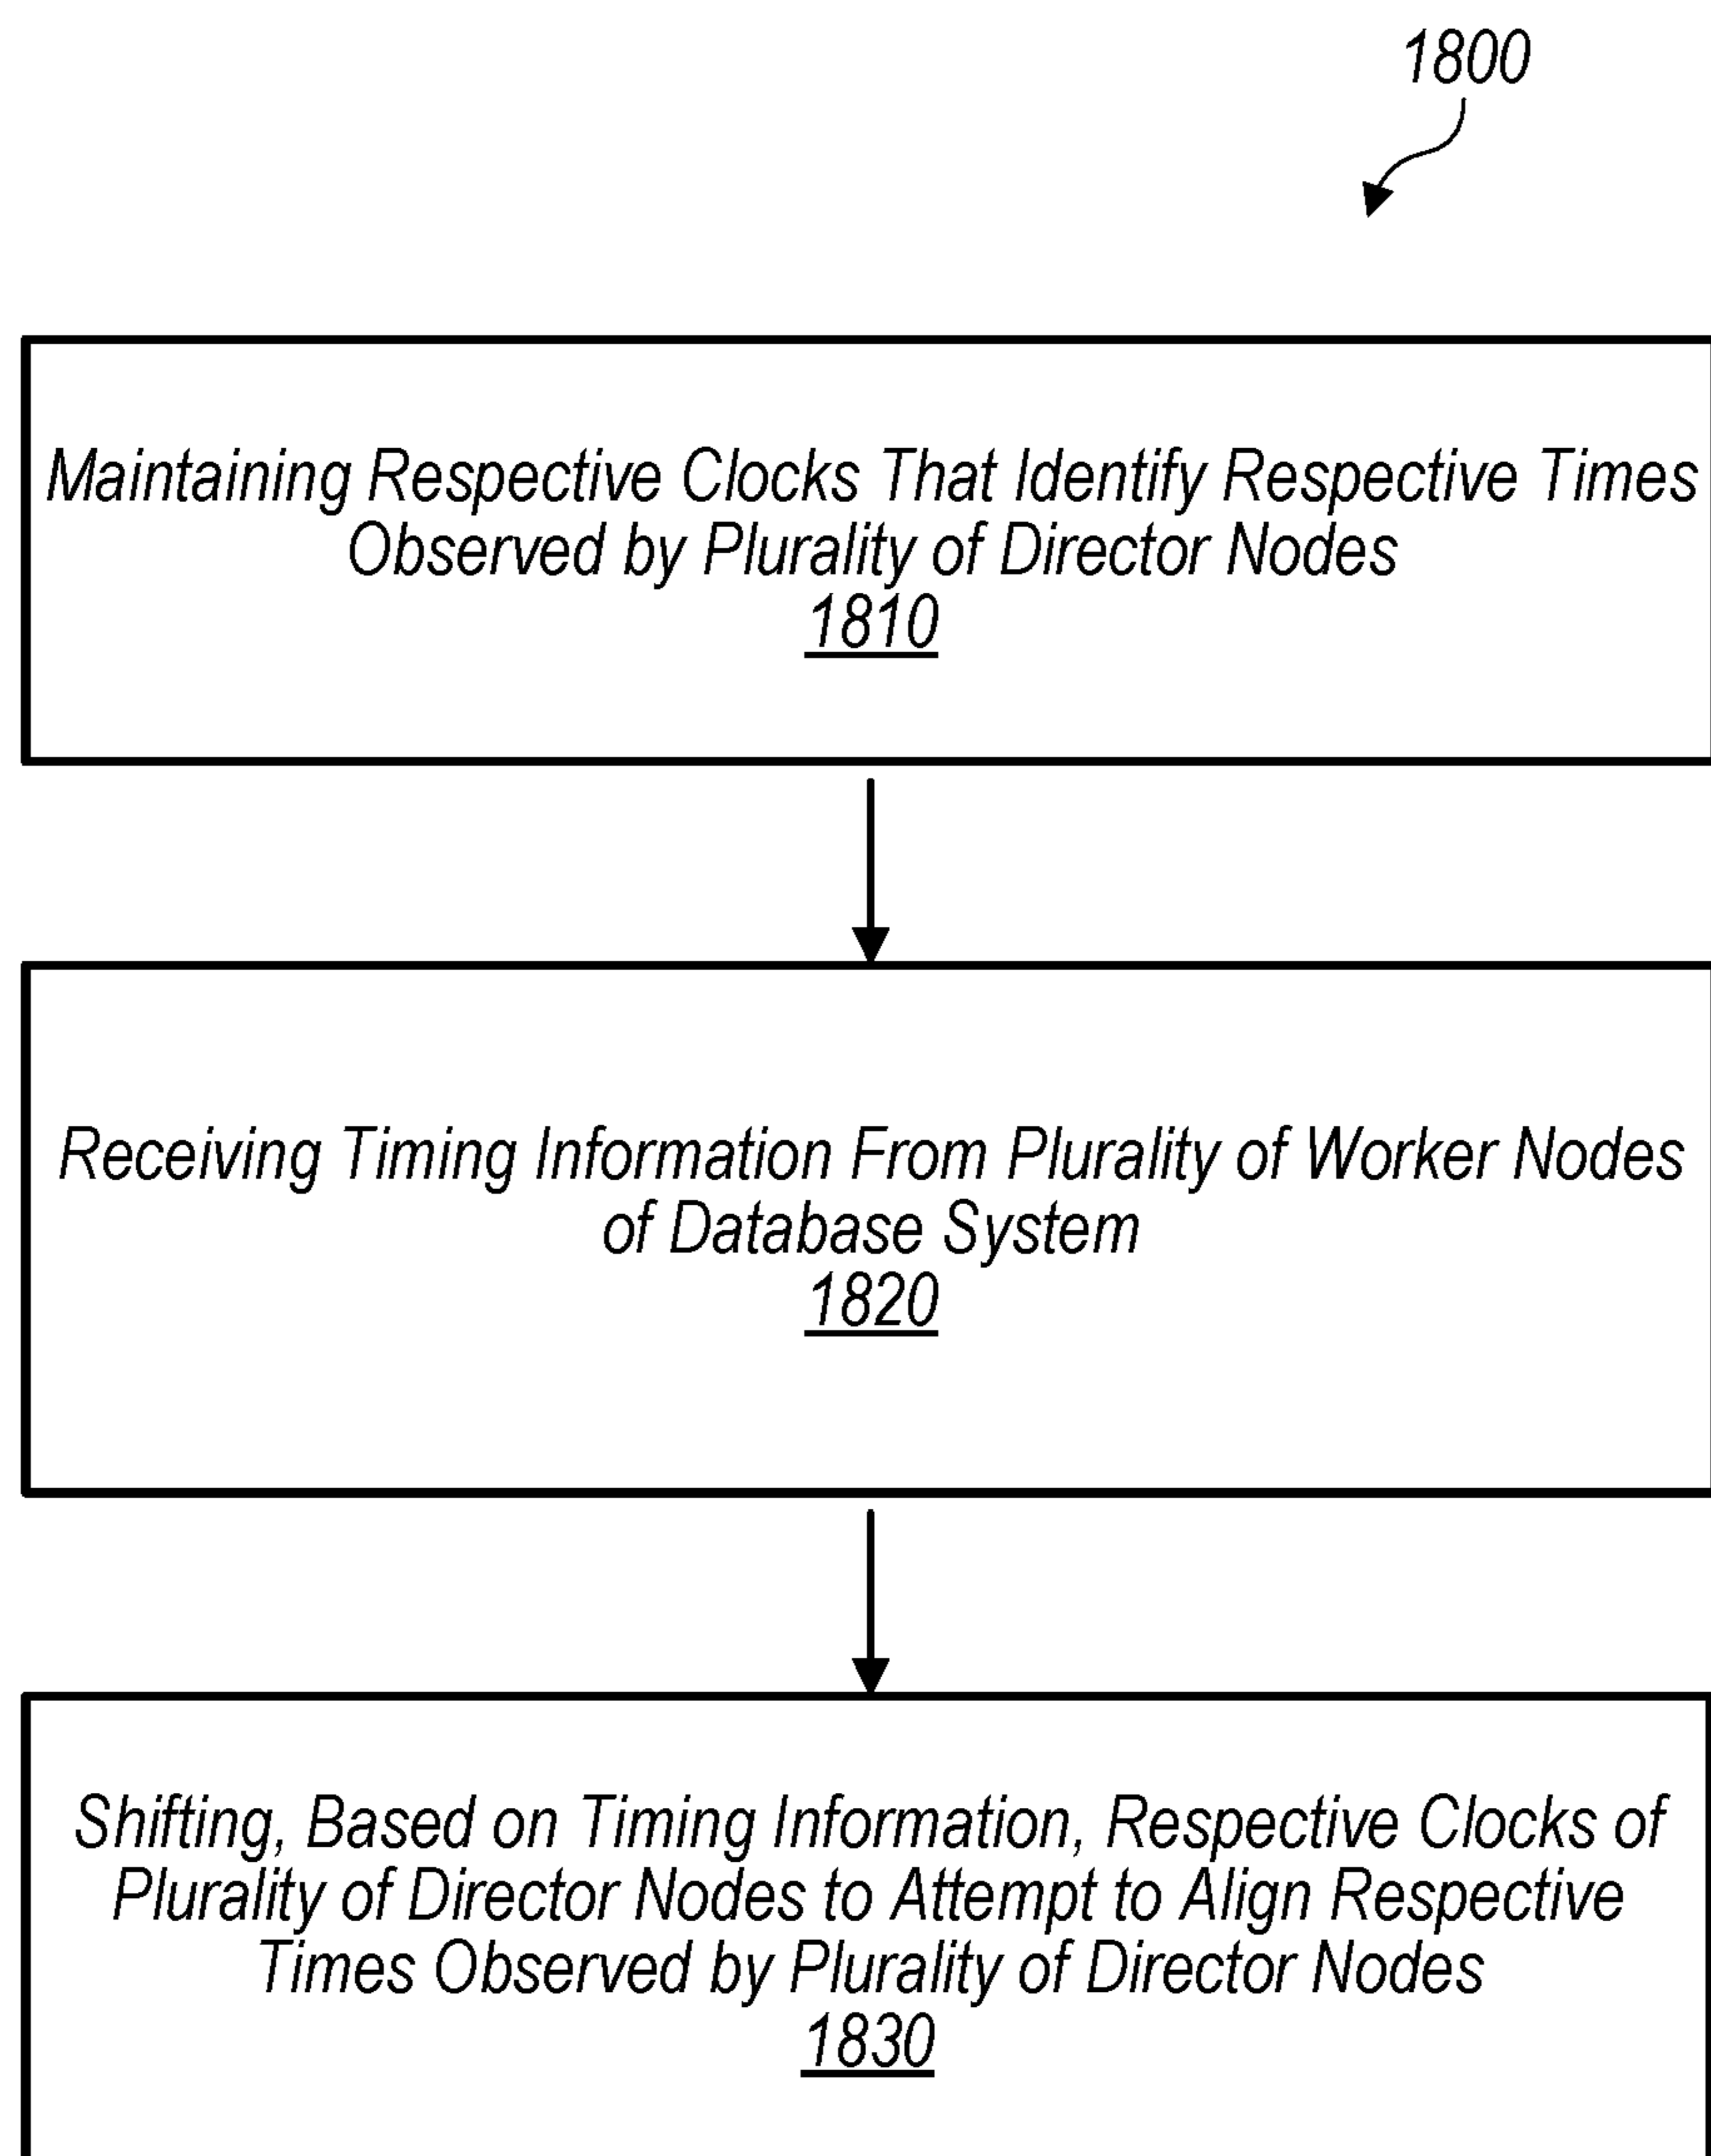 1800
Maintaining Respective Clocks That Identify Respective Times
Observed by Plurality of Director Nodes
1810
Receiving Timing Information From Plurality of Worker Nodes
of Database System
1820
Shifting, Based on Timing Information, Respective Clocks of
Plurality of Director Nodes to Attempt to Align Respective
Times Observed by Plurality of Director Nodes
1830